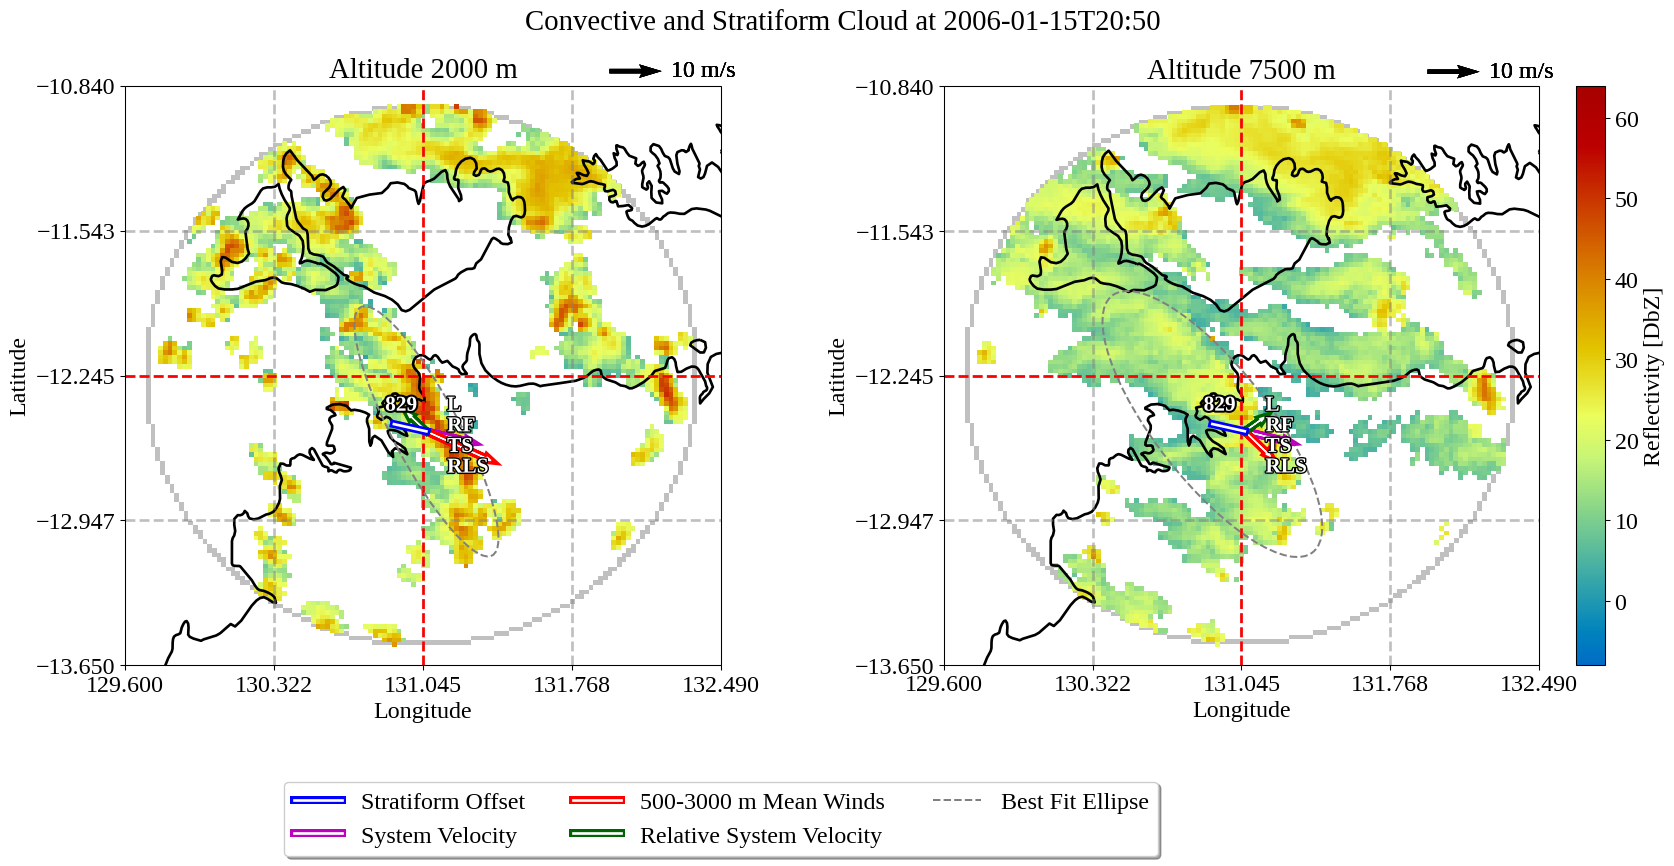 Convective and Stratiform Cloud at 2006-01-15T20:50
Altitude 2000 m
10 m/s
−10.840
−11.543
−12.245
−12.947
−13.650
129.600
130.322
131.045
131.768
132.490
Latitude
Longitude
829
L
RF
TS
RLS
Altitude 7500 m
10 m/s
−10.840
−11.543
−12.245
−12.947
−13.650
129.600
130.322
131.045
131.768
132.490
Latitude
Longitude
829
L
RF
TS
RLS
60
50
40
30
20
10
0
Reflectivity [DbZ]
Stratiform Offset
System Velocity
500-3000 m Mean Winds
Relative System Velocity
Best Fit Ellipse